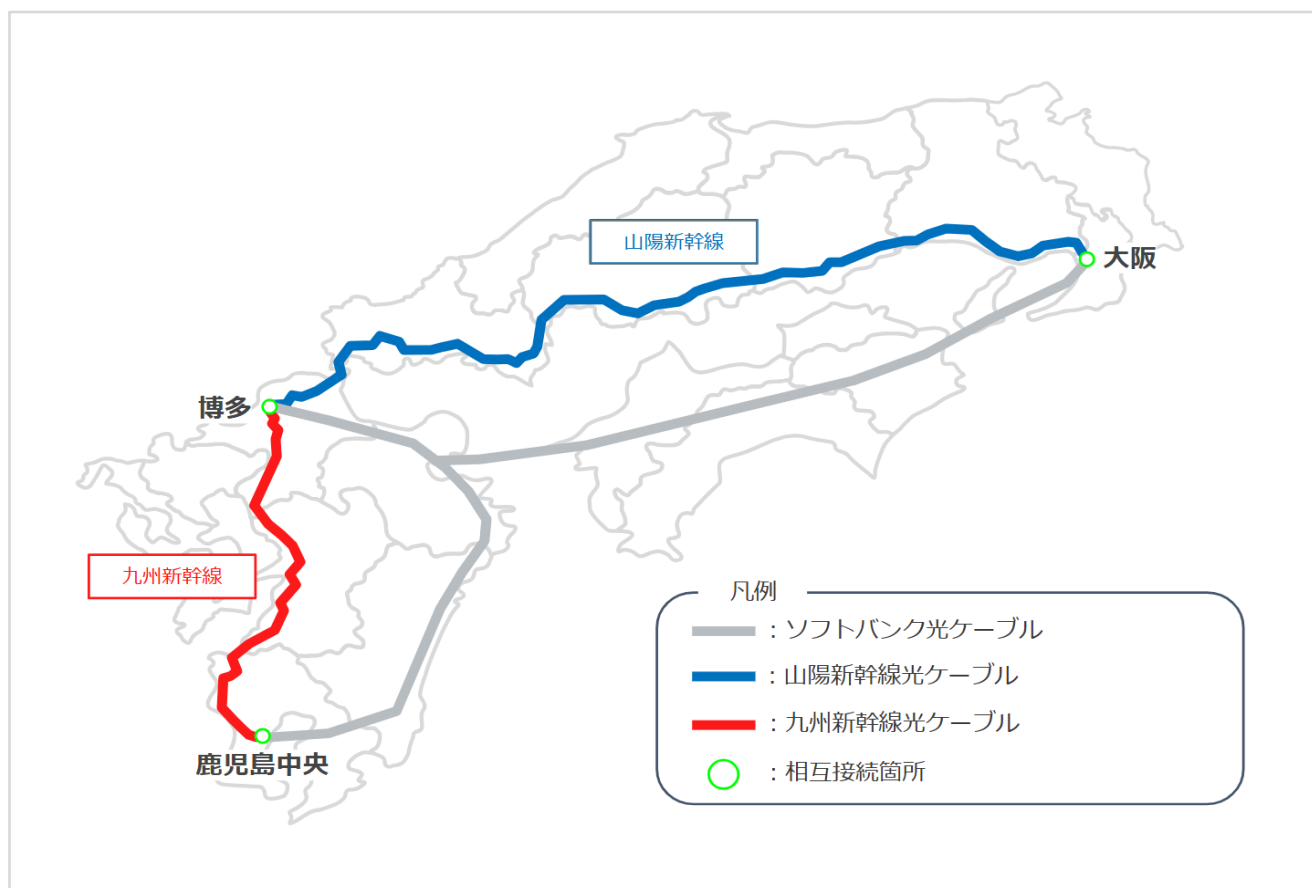 山陽新幹線
大阪
博多
九州新幹線
鹿児島中央
凡例
：ソフトバンク光ケーブル
：山陽新幹線光ケーブル
：九州新幹線光ケーブル
：相互接続箇所